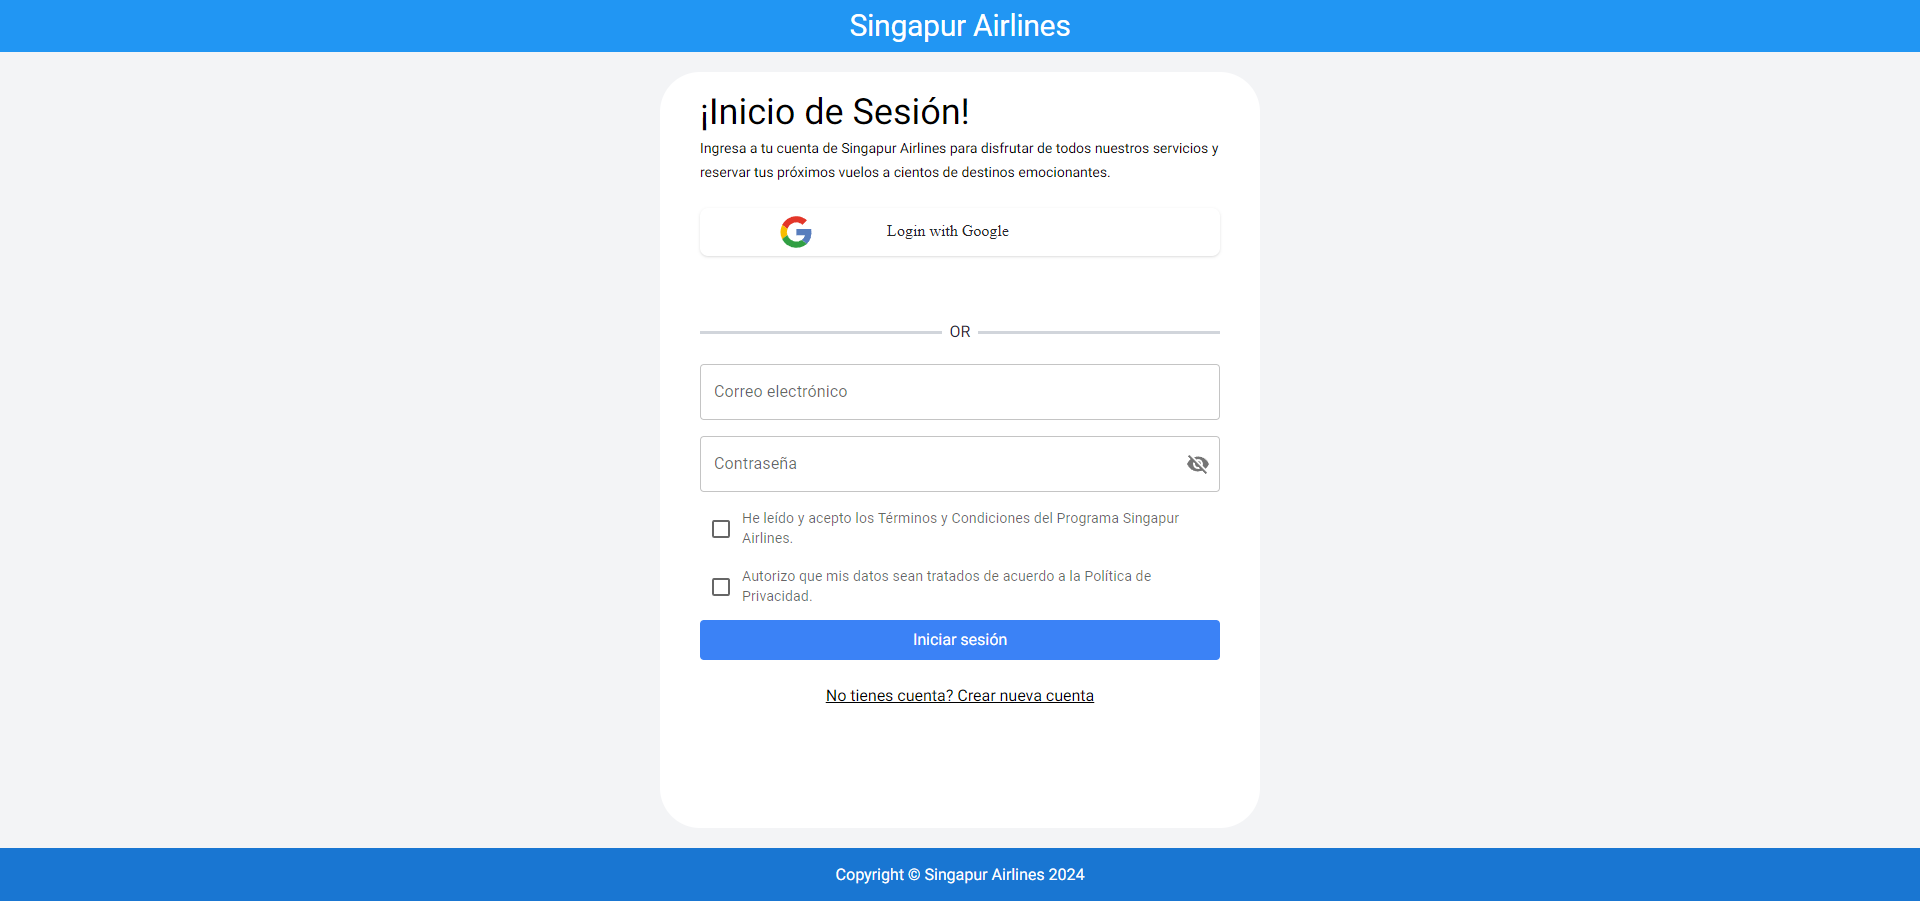 Singapur Airlines
¡Inicio de Sesión!
Ingresa a tu cuenta de Singapur Airlines para disfrutar de todos nuestros servicios y
reservar tus próximos vuelos a cientos de destinos emocionantes.
Login with Google
OR
Correo electrónico
Contraseña
He leído y acepto los Términos y Condiciones del Programa Singapur
Airlines.
Autorizo que mis datos sean tratados de acuerdo a la Política de
Privacidad.
Iniciar sesión
No tienes cuenta? Crear nueva cuenta
Copyright © Singapur Airlines 2024